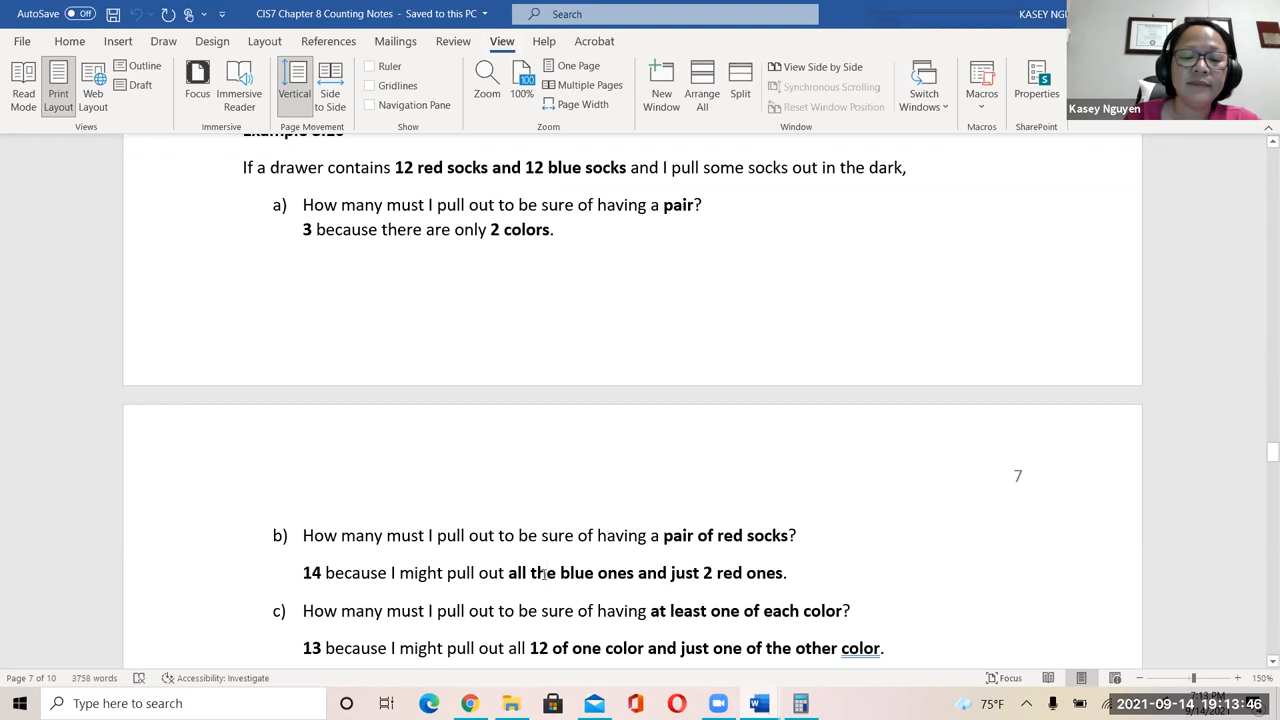 AutoSave Off CIS7 Chapter 5 - Saved to this PC Search (Alt+Q) KASEY NG
File Home Insert Draw Design Layout References Mailings Review View Help Acrobat
Read Mode Print Layout Web Layout Outline Draft Focus Immersive Reader Vertical Side to Side Ruler Gridlines Navigation Pane Zoom 100 100% One Page Multiple Pages Page Width New Window Arrange All Split View Side by Side Synchronous Scrolling Reset Window Position Switch Windows Macros Properties
Views Immersive Page Movement Show Zoom Window Macros SharePoint
Kasey Nguyen
If a drawer contains 12 red socks and 12 blue socks and I pull some socks out in the dark,
a) How many must I pull out to be sure of having a pair?
3 because there are only 2 colors.
7
b) How many must I pull out to be sure of having a pair of red socks?
14 because I might pull out all the blue ones and just 2 red ones.
c) How many must I pull out to be sure of having at least one of each color?
13 because I might pull out all 12 of one color and just one of the other color.
Page 7 of 10 3758 words Accessibility: Investigate Focus 150%
Type here to search 75°F 7:13 PM
9/14/2021
2021-09-14 19:13:46